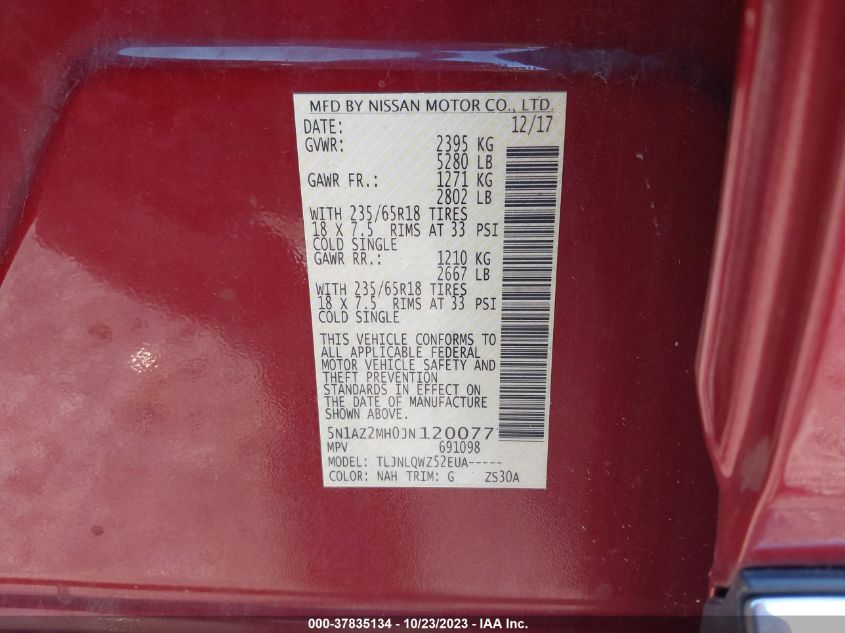 MFD BY NISSAN MOTOR CO., LTD.
DATE: 12/17
GVWR: 2395 KG
5280 LB
GAWR FR.: 1271 KG
2802 LB
WITH 235/65R18 TIRES
18 X 7.5 RIMS AT 33 PSI
COLD SINGLE
GAWR RR.: 1210 KG
2667 LB
WITH 235/65R18 TIRES
18 X 7.5 RIMS AT 33 PSI
COLD SINGLE
THIS VEHICLE CONFORMS TO
ALL APPLICABLE FEDERAL
MOTOR VEHICLE SAFETY AND
THEFT PREVENTION
STANDARDS IN EFFECT ON
THE DATE OF MANUFACTURE
SHOWN ABOVE.
5N1AZ2MH0JN120077
MPV 691098
MODEL: TLJNLQWZ52EUA-----
COLOR: NAH TRIM: G ZS30A
000-37835134 - 10/23/2023 - IAA Inc.